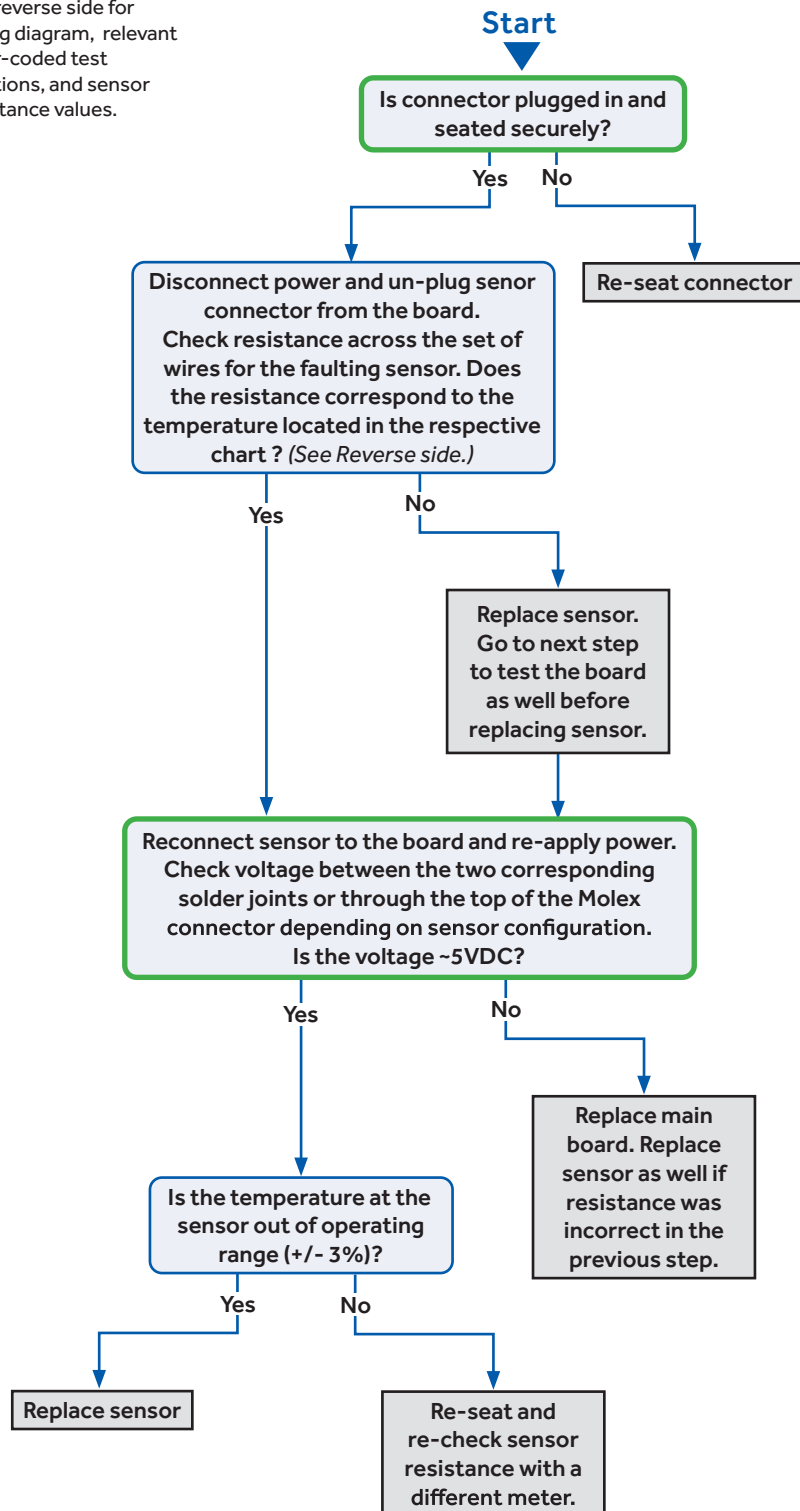 reverse side for
diagram, relevant
-coded test
and sensor
values.
Start
Is connector plugged in and
seated securely?
Yes
No
Disconnect power and un-plug senor
connector from the board.
Check resistance across the set of
wires for the faulting sensor. Does
the resistance correspond to the
temperature located in the respective
chart ? (See Reverse side.)
Re-seat connector
Yes
No
Replace sensor.
Go to next step
to test the board
as well before
replacing sensor.
Reconnect sensor to the board and re-apply power.
Check voltage between the two corresponding
solder joints or through the top of the Molex
connector depending on sensor configuration.
Is the voltage ~5VDC?
Yes
No
Replace main
board. Replace
sensor as well if
resistance was
incorrect in the
previous step.
Is the temperature at the
sensor out of operating
range (+/- 3%)?
Yes
No
Replace sensor
Re-seat and
re-check sensor
resistance with a
different meter.